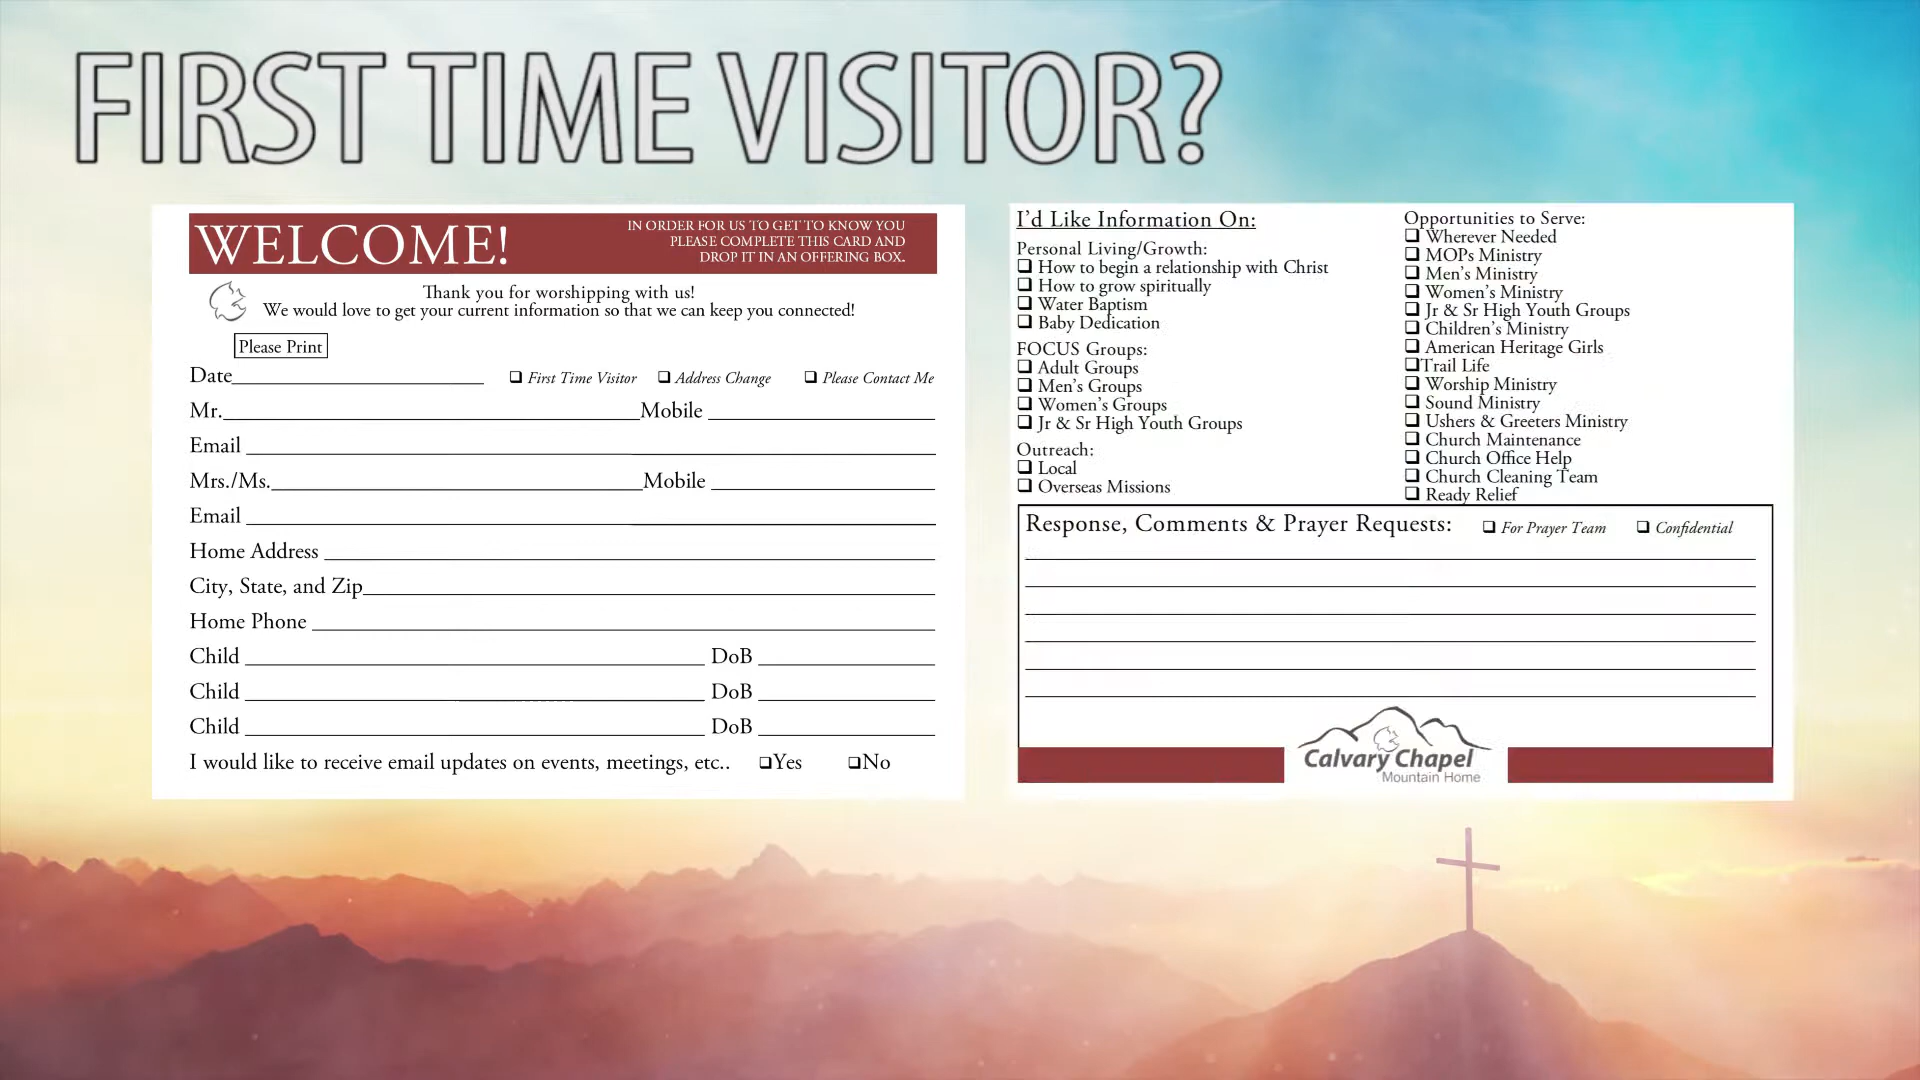 FIRST TIME VISITOR?
WELCOME!
IN ORDER FOR US TO GET TO KNOW YOU
PLEASE COMPLETE THIS CARD AND
DROP IT IN AN OFFERING BOX.
Thank you for worshipping with us!
We would love to get your current information so that we can keep you connected!
Please Print
Date First Time Visitor Address Change Please Contact Me
Mr. Mobile
Email
Mrs./Ms. Mobile
Email
Home Address
City, State, and Zip
Home Phone
Child DoB
Child DoB
Child DoB
I would like to receive email updates on events, meetings, etc.. Yes No
I'd Like Information On:
Personal Living/Growth:
How to begin a relationship with Christ
How to grow spiritually
Water Baptism
Baby Dedication
FOCUS Groups:
Adult Groups
Men's Groups
Women's Groups
Jr & Sr High Youth Groups
Outreach:
Local
Overseas Missions
Opportunities to Serve:
Wherever Needed
MOPs Ministry
Men's Ministry
Women's Ministry
Jr & Sr High Youth Groups
Children's Ministry
American Heritage Girls
Trail Life
Worship Ministry
Sound Ministry
Ushers & Greeters Ministry
Church Maintenance
Church Office Help
Church Cleaning Team
Ready Relief
Response, Comments & Prayer Requests: For Prayer Team Confidential
Calvary Chapel
Mountain Home